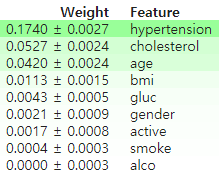 Weight Feature
0.1740 ± 0.0027 hypertension
0.0527 ± 0.0024 cholesterol
0.0420 ± 0.0024 age
0.0113 ± 0.0015 bmi
0.0043 ± 0.0005 gluc
0.0021 ± 0.0009 gender
0.0017 ± 0.0008 active
0.0004 ± 0.0003 smoke
0.0000 ± 0.0003 alco